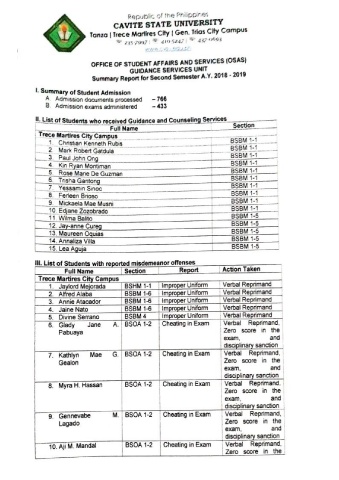 Republic of the Philippines
CAVITE STATE UNIVERSITY
Tanza | Trece Martires City | Gen. Trias City Campus
OFFICE OF STUDENT AFFAIRS AND SERVICES (OSAS)
GUIDANCE SERVICES UNIT
Summary Report for Second Semester A.Y. 2018 - 2019
I. Summary of Student Admission
A Admission documents processed - 766
B Admission exams administered - 433
II. List of Students who received Guidance and Counseling Services
Full Name Section
Trece Martires City Campus
1. Christian Kenneth Rubis BSBM 1-1
2. Mark Robert Gatdula BSBM 1-1
3. Paul John Ong BSBM 1-1
4. Kin Ryan Montiman BSBM 1-1
5. Rose Marie De Guzman BSBM 1-1
6. Trisha Gantong BSBM 1-1
7. Yessamin Sinoc BSBM 1-1
8. Ferleen Brioso BSBM 1-1
9. Mickaela Mae Musni BSBM 1-1
10. Edjane Zozobrado BSBM 1-1
11. Wilma Balito BSBM 1-5
12. Jay-anne Cureg BSBM 1-5
13. Maureen Oquias BSBM 1-5
14. Annaliza Villa BSBM 1-5
15. Lea Aguja BSBM 1-5
III. List of Students with reported misdemeanor offenses
Full Name Section Report Action Taken
Trece Martires City Campus
1. Jaylord Mejorada BSHM 1-1 Improper Uniform Verbal Reprimand
2. Alfred Alaba BSBM 1-6 Improper Uniform Verbal Reprimand
3. Annie Atacador BSBM 1-6 Improper Uniform Verbal Reprimand
4. Jaine Nato BSBM 1-6 Improper Uniform Verbal Reprimand
5. Divine Serrano BSBM 4 Improper Uniform Verbal Reprimand
6. Glady Jane A. BSOA 1-2 Cheating in Exam Verbal Reprimand,
Pabuaya Zero score in the
exam, and
disciplinary sanction
7. Kathlyn Mae G. BSOA 1-2 Cheating in Exam Verbal Reprimand,
Gealon Zero score in the
exam, and
disciplinary sanction
8. Myra H. Hassan BSOA 1-2 Cheating in Exam Verbal Reprimand,
Zero score in the
exam, and
disciplinary sanction
9. Gennevabe M. BSOA 1-2 Cheating in Exam Verbal Reprimand,
Lagado Zero score in the
exam, and
disciplinary sanction
10. Aji M. Mandal BSOA 1-2 Cheating in Exam Verbal Reprimand,
Zero score in the